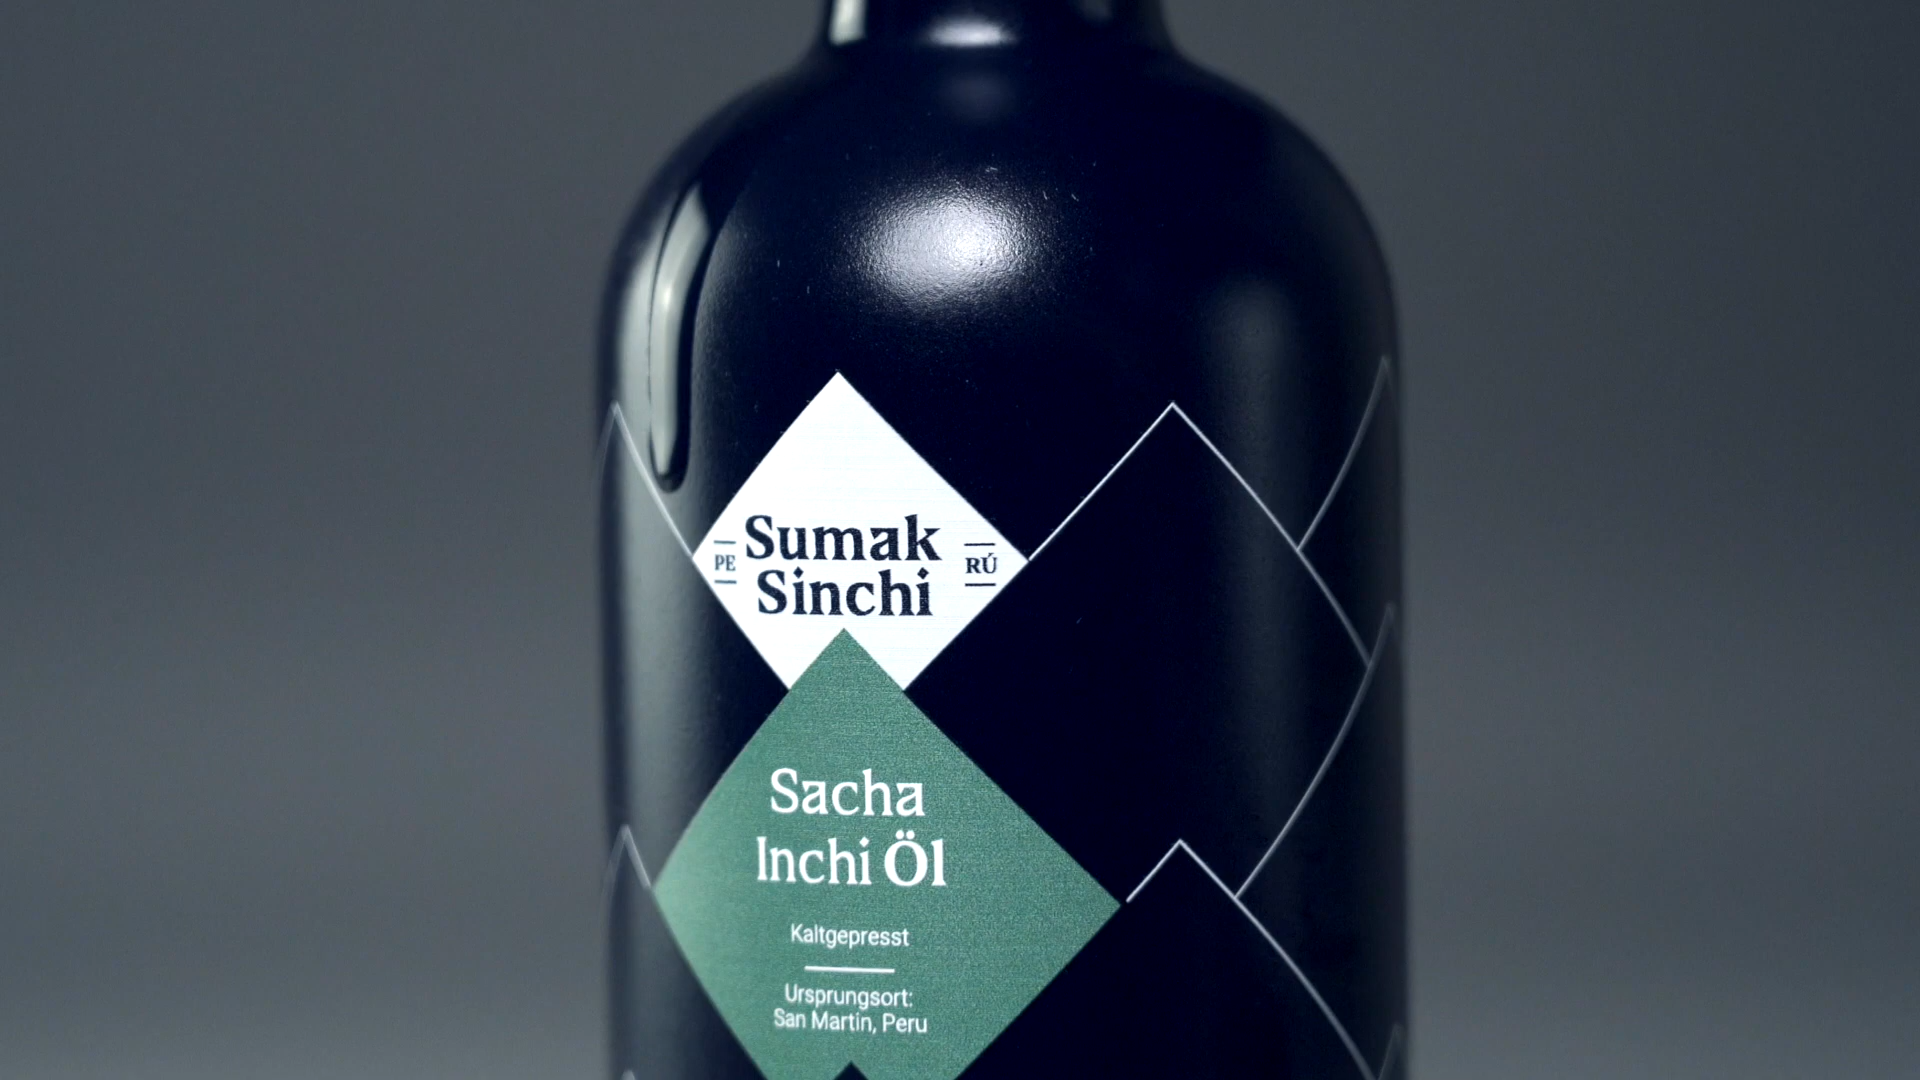 Sumak
PE RÚ
Sinchi
Sacha
Inchi Öl
Kaltgepresst
Ursprungsort:
San Martin, Peru